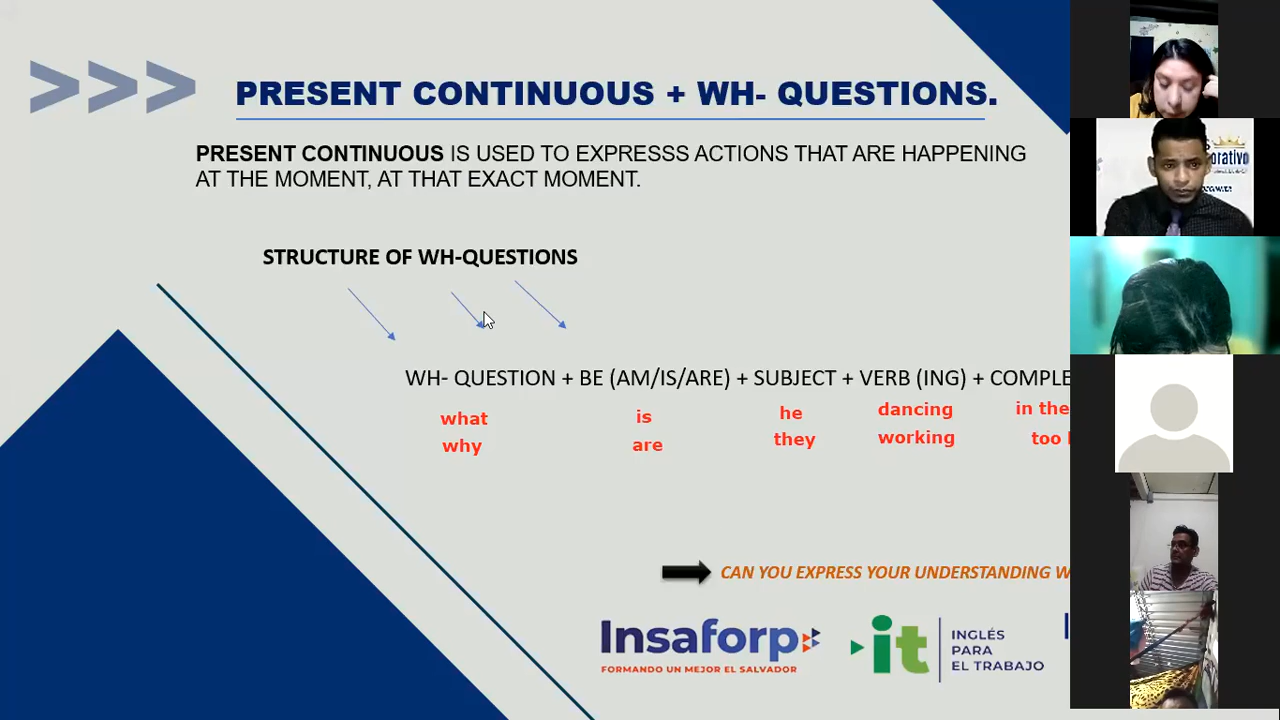 >>> PRESENT CONTINUOUS + WH- QUESTIONS.
PRESENT CONTINUOUS IS USED TO EXPRESSS ACTIONS THAT ARE HAPPENING
AT THE MOMENT, AT THAT EXACT MOMENT.
STRUCTURE OF WH-QUESTIONS
WH- QUESTION + BE (AM/IS/ARE) + SUBJECT + VERB (ING) + COMPLE
what is he dancing in the
why are they working too
CAN YOU EXPRESS YOUR UNDERSTANDING
Insaforp
FORMANDO UN MEJOR EL SALVADOR
it
INGLÉS
PARA
EL TRABAJO
orativo